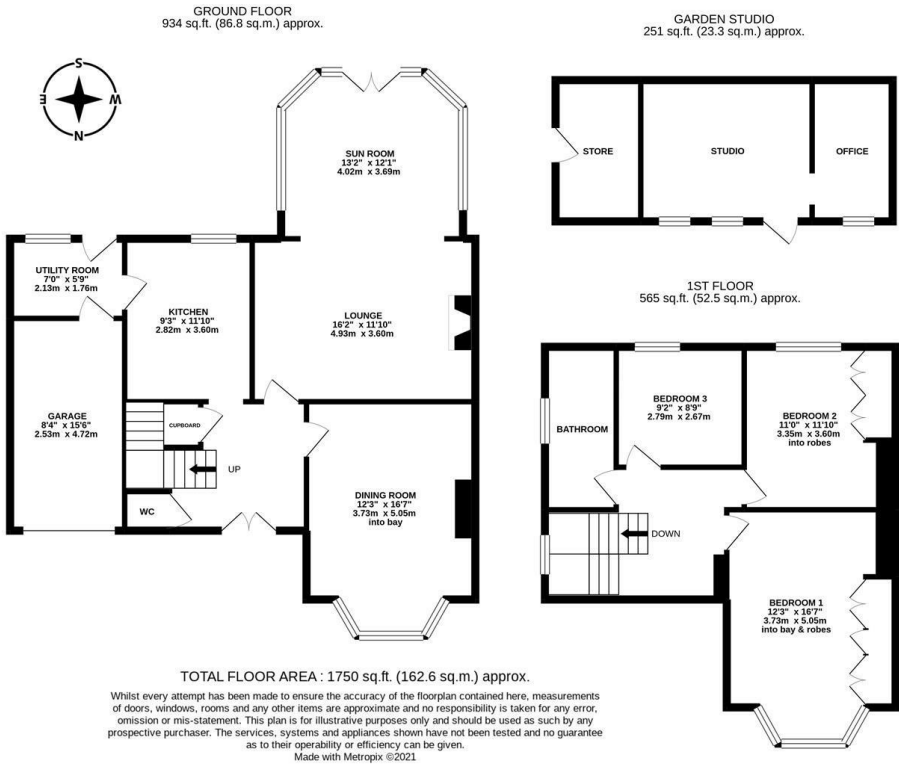 GROUND FLOOR
934 sq.ft. (86.8 sq.m.) approx.
S
E
W
N
SUN ROOM
13'2" x 12'1"
4.02m x 3.69m
UTILITY ROOM
7'0" x 5'9"
2.13m x 1.76m
KITCHEN
9'3" x 11'10"
2.82m x 3.60m
LOUNGE
16'2" x 11'10"
4.93m x 3.60m
GARAGE
8'4" x 15'6"
2.53m x 4.72m
CUPBOARD
UP
WC
DINING ROOM
12'3" x 16'7"
3.73m x 5.05m
into bay
GARDEN STUDIO
251 sq.ft. (23.3 sq.m.) approx.
STORE
STUDIO
OFFICE
1ST FLOOR
565 sq.ft. (52.5 sq.m.) approx.
BATHROOM
BEDROOM 3
9'2" x 8'9"
2.79m x 2.67m
BEDROOM 2
11'0" x 11'10"
3.35m x 3.60m
into robes
DOWN
BEDROOM 1
12'3" x 16'7"
3.73m x 5.05m
into bay & robes
TOTAL FLOOR AREA : 1750 sq.ft. (162.6 sq.m.) approx.
Whilst every attempt has been made to ensure the accuracy of the floorplan contained here, measurements
of doors, windows, rooms and any other items are approximate and no responsibility is taken for any error,
omission or mis-statement. This plan is for illustrative purposes only and should be used as such by any
prospective purchaser. The services, systems and appliances shown have not been tested and no guarantee
as to their operability or efficiency can be given.
Made with Metropix ©2021